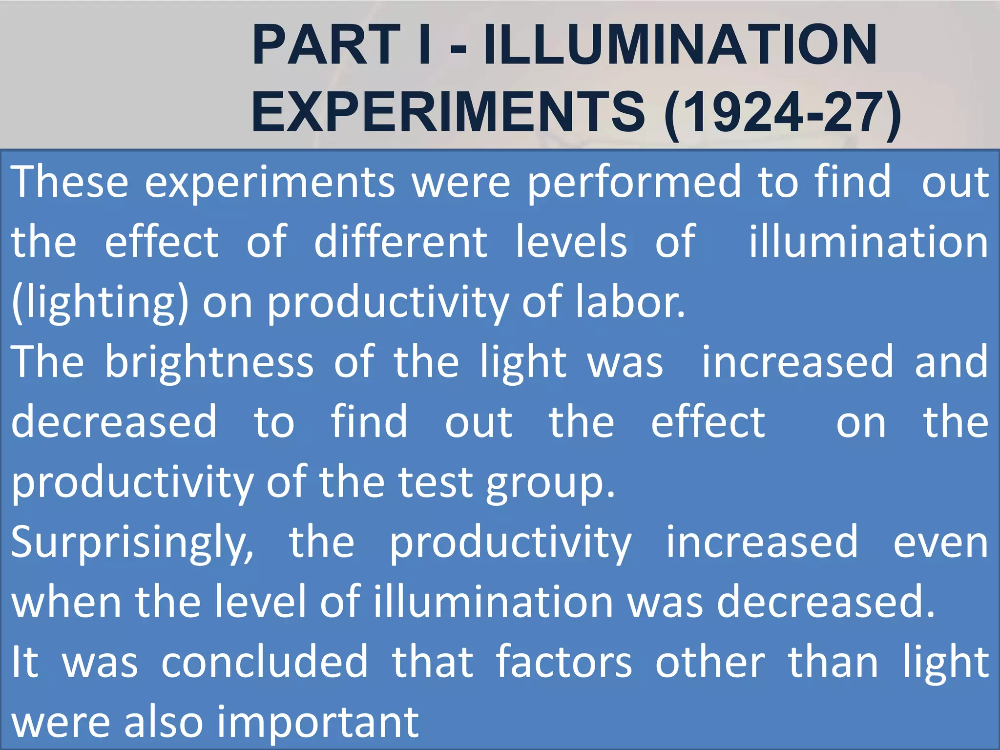 PART I - ILLUMINATION
EXPERIMENTS (1924-27)
These experiments were performed to find out
the effect of different levels of illumination
(lighting) on productivity of labor.
The brightness of the light was increased and
decreased to find out the effect on the
productivity of the test group.
Surprisingly, the productivity increased even
when the level of illumination was decreased.
It was concluded that factors other than light
were also important